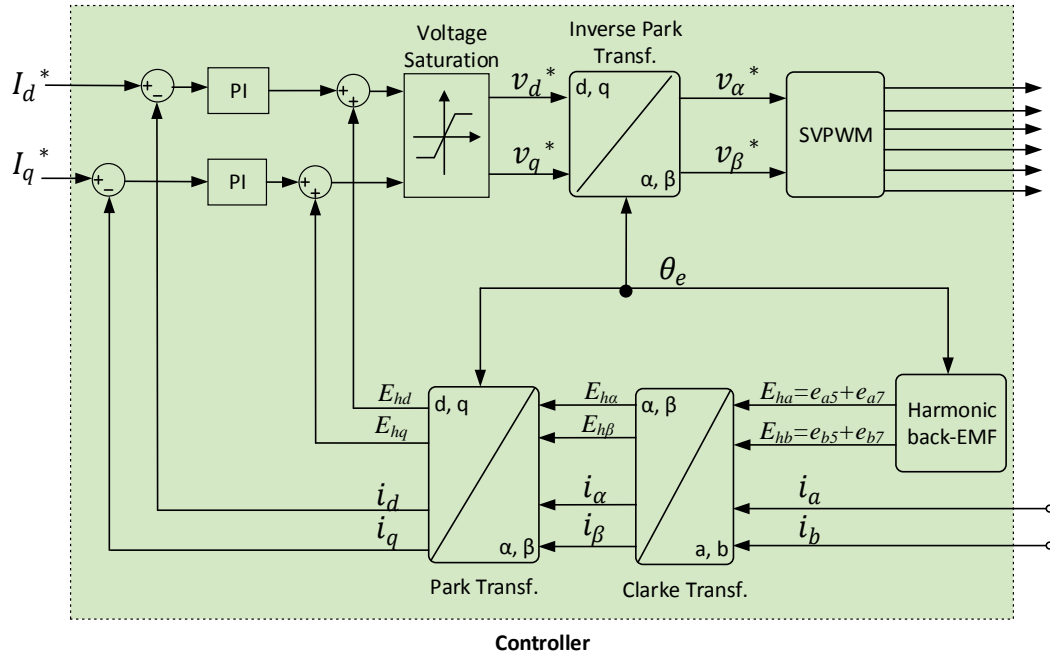 Voltage
Saturation
Inverse Park
Transf.
I_d^*
+
−
PI
+
+
v_d^*
d, q
v_α^*
SVPWM
I_q^*
+
−
PI
+
+
v_q^*
α, β
v_β^*
θ_e
E_hd
d, q
E_hα
α, β
E_ha=e_a5+e_a7
Harmonic
back-EMF
E_hq
E_hβ
E_hb=e_b5+e_b7
i_d
i_α
i_a
i_q
i_β
i_b
α, β
a, b
Park Transf.
Clarke Transf.
Controller